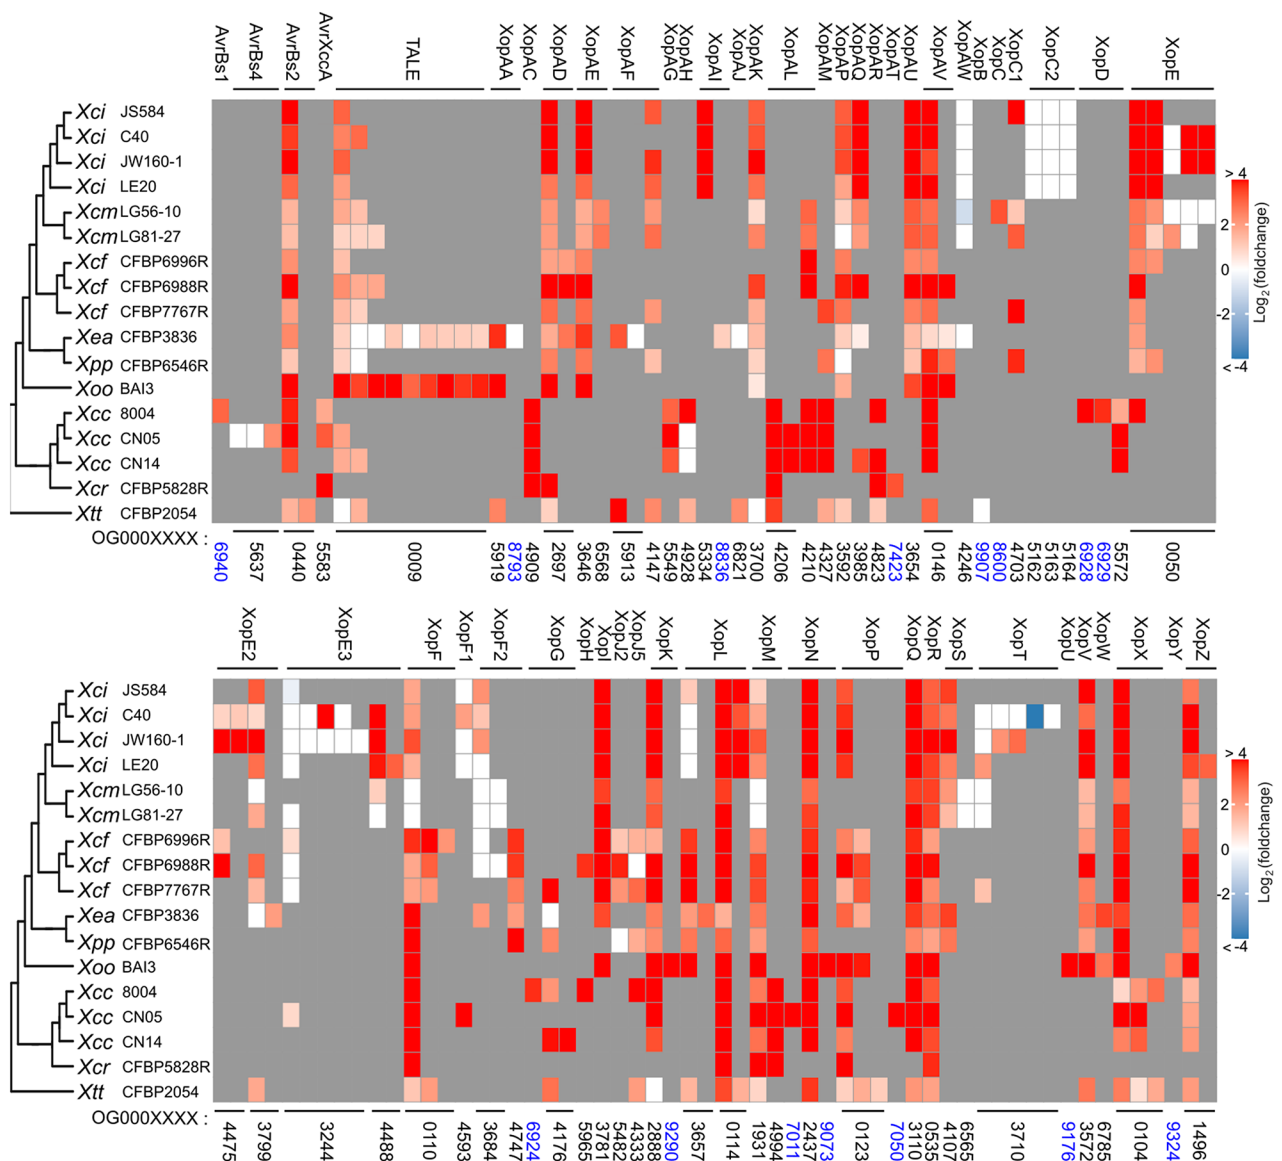 AvrBs1 AvrBs4 AvrBs2 AvrXccA TALE XopAA XopAC XopAD XopAE XopAF XopAG XopAH XopAI XopAJ XopAK XopAL XopAM XopAP XopAQ XopAR XopAT XopAU XopAV XopAW XopB XopC XopC1 XopC2 XopD XopE
Xci JS584
Xci C40
Xci JW160-1
Xci LE20
Xcm LG56-10
Xcm LG81-27
Xcf CFBP6996R
Xcf CFBP6988R
Xcf CFBP7767R
Xea CFBP3836
Xpp CFBP6546R
Xoo BAI3
Xcc 8004
Xcc CN05
Xcc CN14
Xcr CFBP5828R
Xtt CFBP2054
> 4
2
0
-2
< -4
Log2(foldchange)
OG000XXXX :
6940 5637 0440 5583 0009 5919 8793 4909 2697 3646 6568 5913 4147 5549 4928 5334 8836 6821 3700 4206 4210 4327 3592 3985 4823 7423 3654 0146 4246 9907 8600 4703 5162 5163 5164 6928 6929 5572 0050
XopE2 XopE3 XopF XopF1 XopF2 XopG XopH XopI XopJ2 XopJ5 XopK XopL XopM XopN XopP XopQ XopR XopS XopT XopU XopV XopW XopX XopY XopZ
Xci JS584
Xci C40
Xci JW160-1
Xci LE20
Xcm LG56-10
Xcm LG81-27
Xcf CFBP6996R
Xcf CFBP6988R
Xcf CFBP7767R
Xea CFBP3836
Xpp CFBP6546R
Xoo BAI3
Xcc 8004
Xcc CN05
Xcc CN14
Xcr CFBP5828R
Xtt CFBP2054
> 4
2
0
-2
< -4
Log2(foldchange)
OG000XXXX :
4475 3799 3244 4488 0110 4593 3684 4747 6924 4176 5965 3781 5482 4333 2888 9290 3657 0114 1931 4994 7011 2437 9073 0123 7050 3110 0535 4107 6565 3710 9176 3572 6785 0104 9324 1496